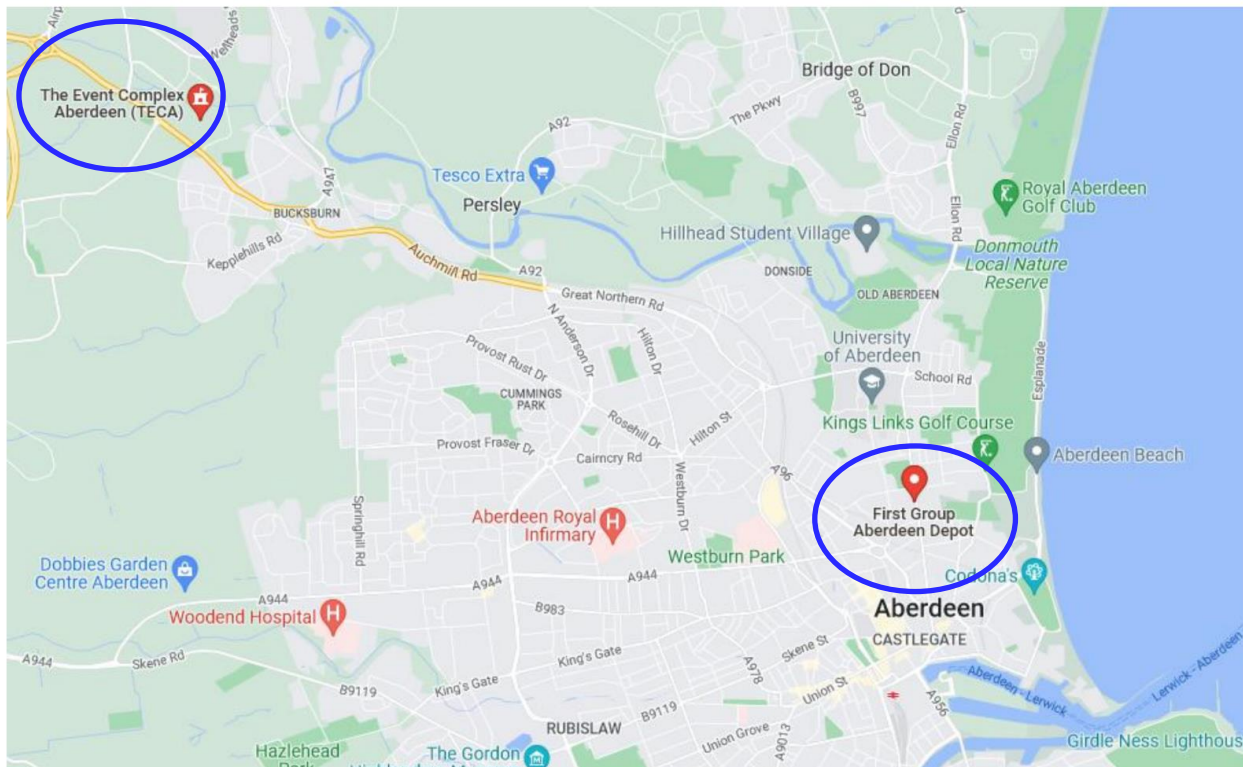 Airp
Wellheads
The Event Complex
Aberdeen (TECA)
A947
BUCKSBURN
Kepplehills Rd
Auchmill Rd
A92
Tesco Extra
Persley
A92
The Pkwy
Bridge of Don
B997
Ellon Rd
Ellon Rd
Royal Aberdeen
Golf Club
Hillhead Student Village
DONSIDE
OLD ABERDEEN
Donmouth
Local Nature
Reserve
Great Northern Rd
N Anderson Dr
Hilton Dr
Provost Rust Dr
CUMMINGS
PARK
Rosehill Dr
Hilton St
Provost Fraser Dr
Cairncry Rd
Westburn Dr
University
of Aberdeen
School Rd
Esplanade
Kings Links Golf Course
Aberdeen Beach
A96
First Group
Aberdeen Depot
Springhill Rd
Aberdeen Royal
Infirmary
Westburn Park
Codona's
Dobbies Garden
Centre Aberdeen
A944
A944
A944
Woodend Hospital
B983
Aberdeen
CASTLEGATE
A944
Skene Rd
B9119
King's Gate
King's Gate
Skene St
A978
Union St
A956
Aberdeen - Lerwick
Lerwick - Aberdeen
RUBISLAW
B9119
Union Grove
A9013
Hazlehead
The Gordon
Girdle Ness Lighthous